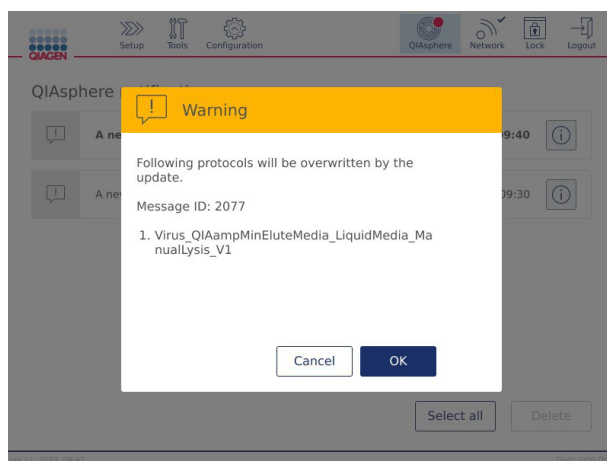 QIAGEN
Setup
Tools
Configuration
QIAsphere
Network
Lock
Logout
QIAsphere
Warning
A ne
9:40
Following protocols will be overwritten by the
update.
A ne
09:30
Message ID: 2077
1. Virus_QIAampMinEluteMedia_LiquidMedia_Ma
nualLysis_V1
Cancel
OK
Select all
Delete